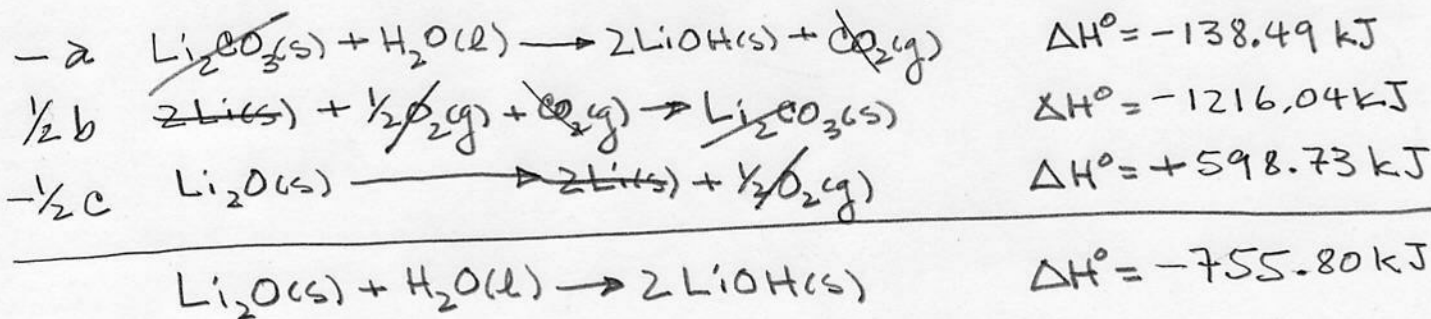 -a Li₂CO₃(s) + H₂O(l) → 2LiOH(s) + CO₂(g) ΔH° = -138.49 kJ
½b 2Li(s) + ½O₂(g) + CO₂(g) → Li₂CO₃(s) ΔH° = -1216.04 kJ
-½c Li₂O(s) → 2Li(s) + ½O₂(g) ΔH° = +598.73 kJ
Li₂O(s) + H₂O(l) → 2LiOH(s) ΔH° = -755.80 kJ